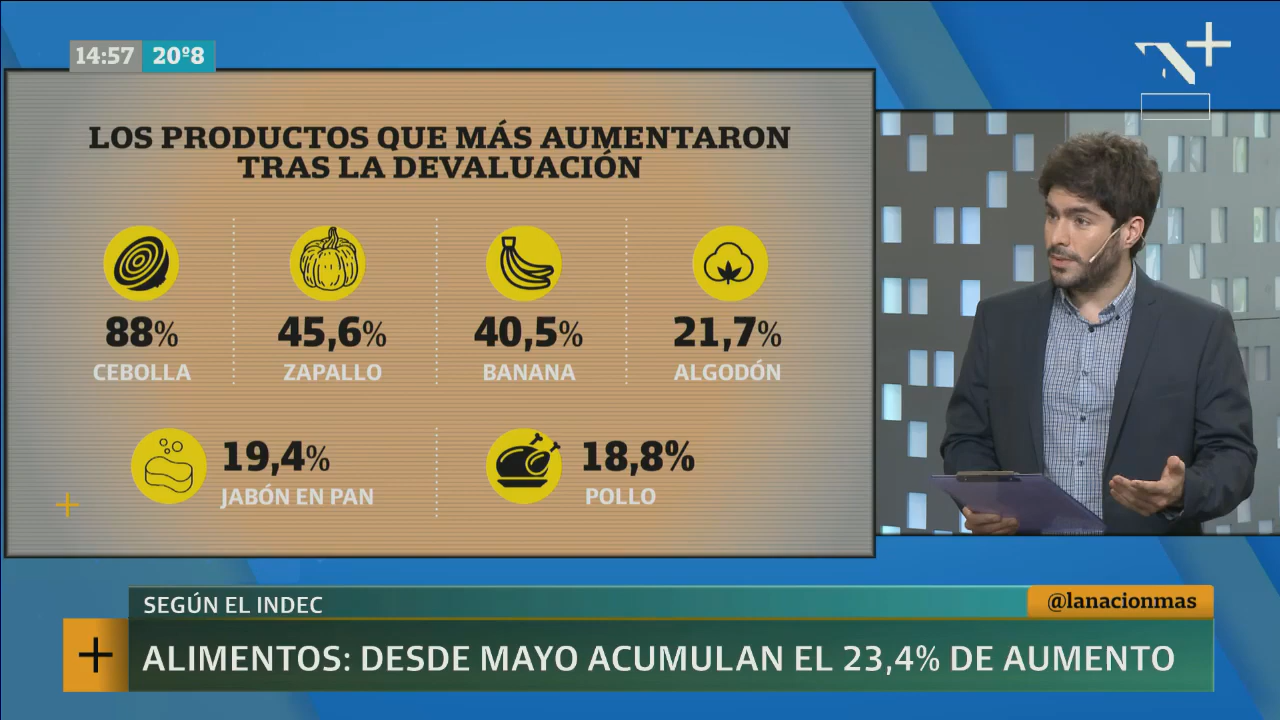 14:57 20º8
N+
LOS PRODUCTOS QUE MÁS AUMENTARON
TRAS LA DEVALUACIÓN
88% 45,6% 40,5% 21,7%
CEBOLLA ZAPALLO BANANA ALGODÓN
19,4% 18,8%
JABÓN EN PAN POLLO
SEGÚN EL INDEC @lanacionmas
ALIMENTOS: DESDE MAYO ACUMULAN EL 23,4% DE AUMENTO